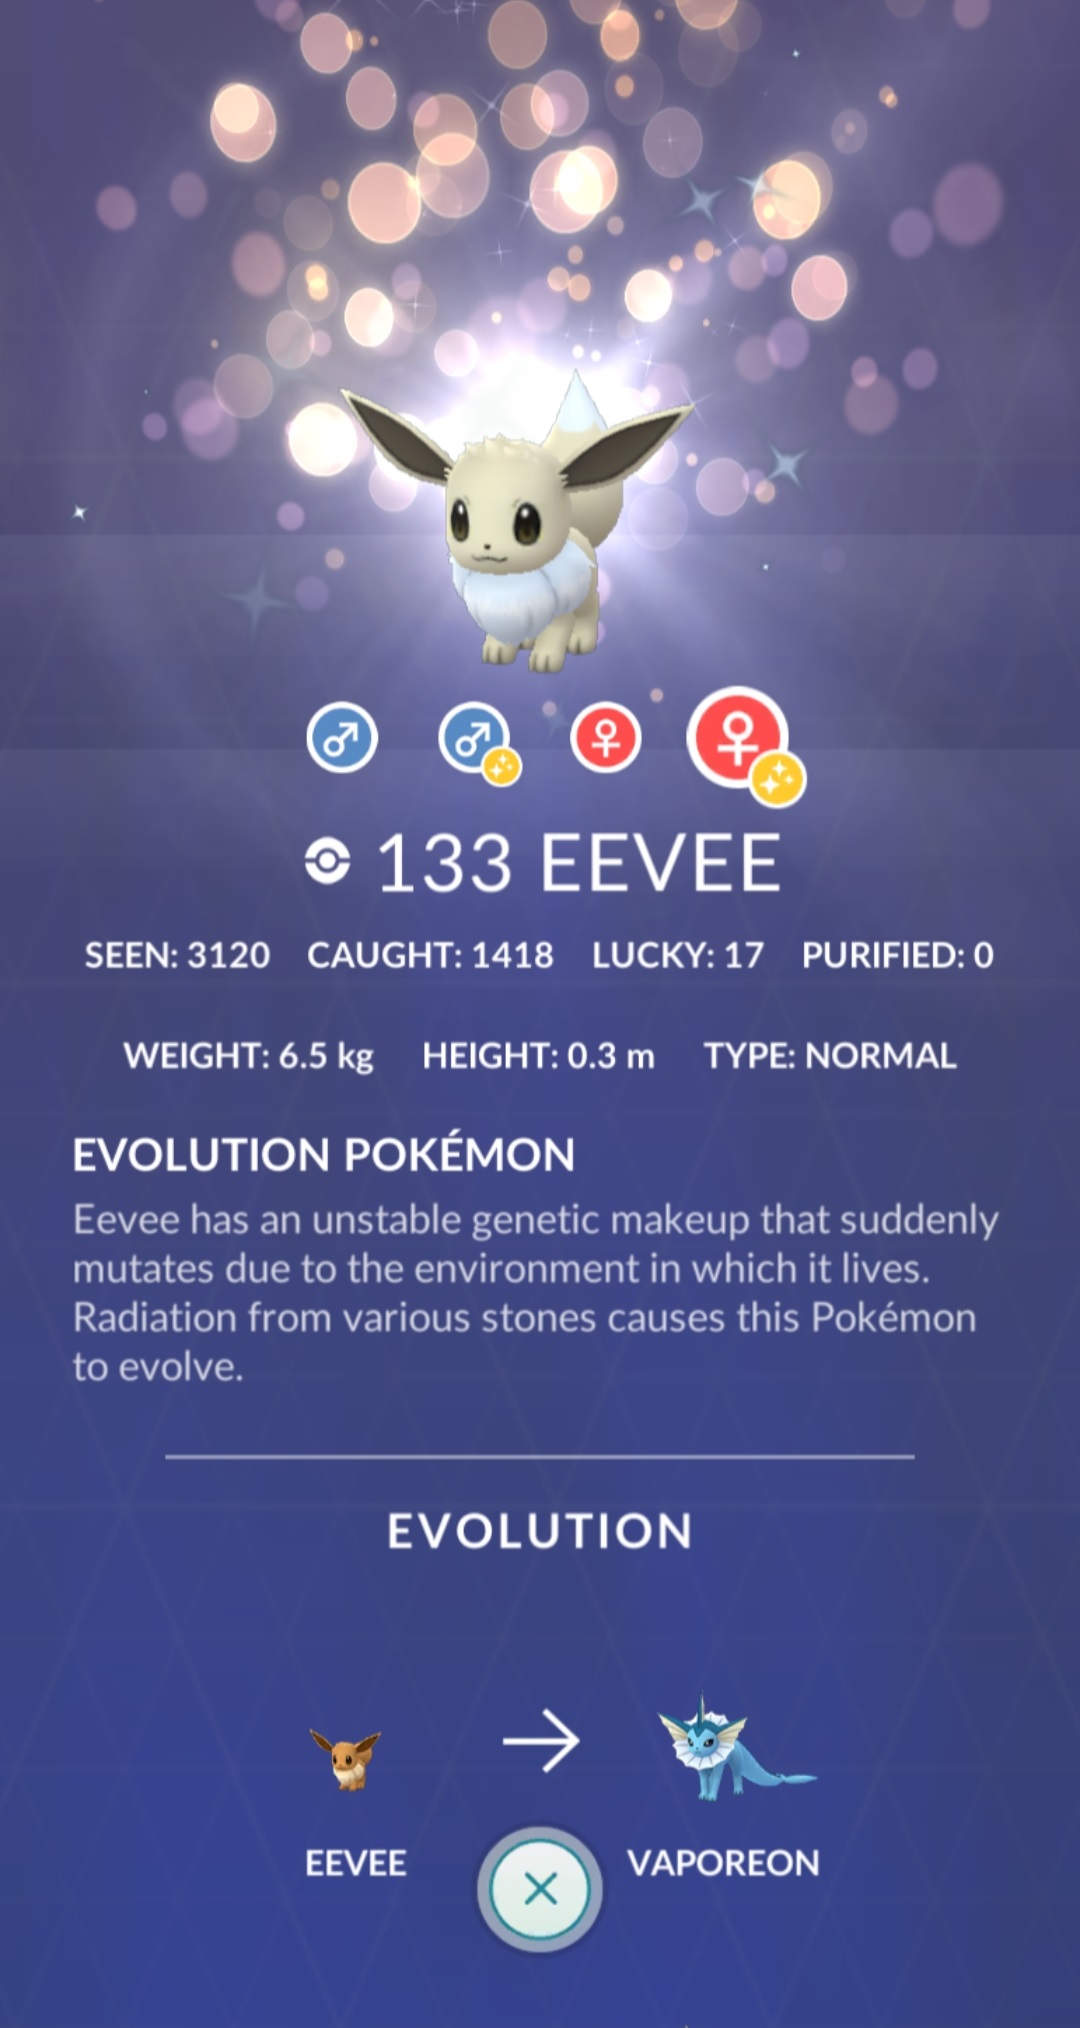 133 EEVEE
SEEN: 3120 CAUGHT: 1418 LUCKY: 17 PURIFIED: 0
WEIGHT: 6.5 kg HEIGHT: 0.3 m TYPE: NORMAL
EVOLUTION POKÉMON
Eevee has an unstable genetic makeup that suddenly
mutates due to the environment in which it lives.
Radiation from various stones causes this Pokémon
to evolve.
EVOLUTION
EEVEE VAPOREON